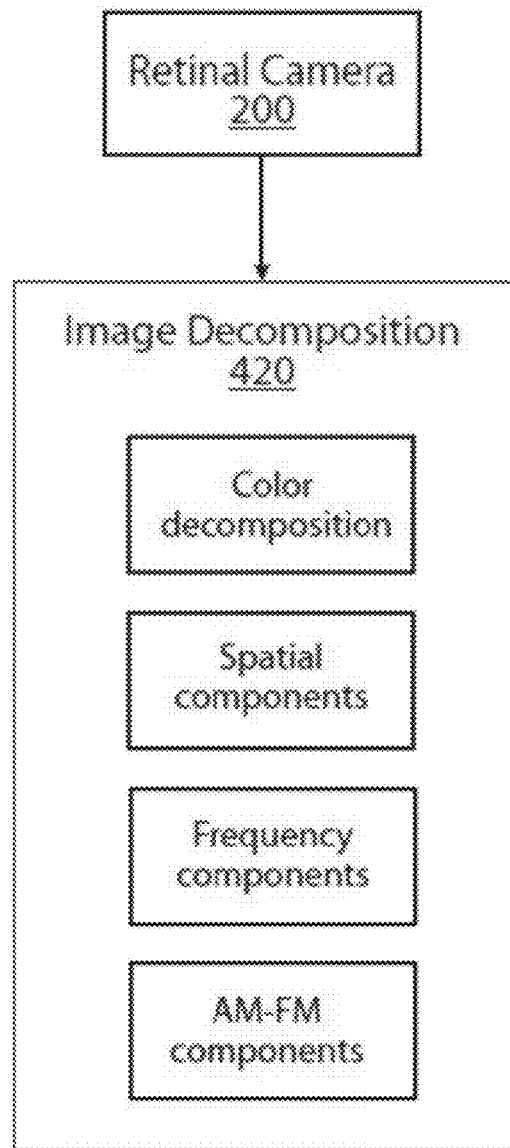 Retinal Camera
200
Image Decomposition
420
Color
decomposition
Spatial
components
Frequency
components
AM-FM
components